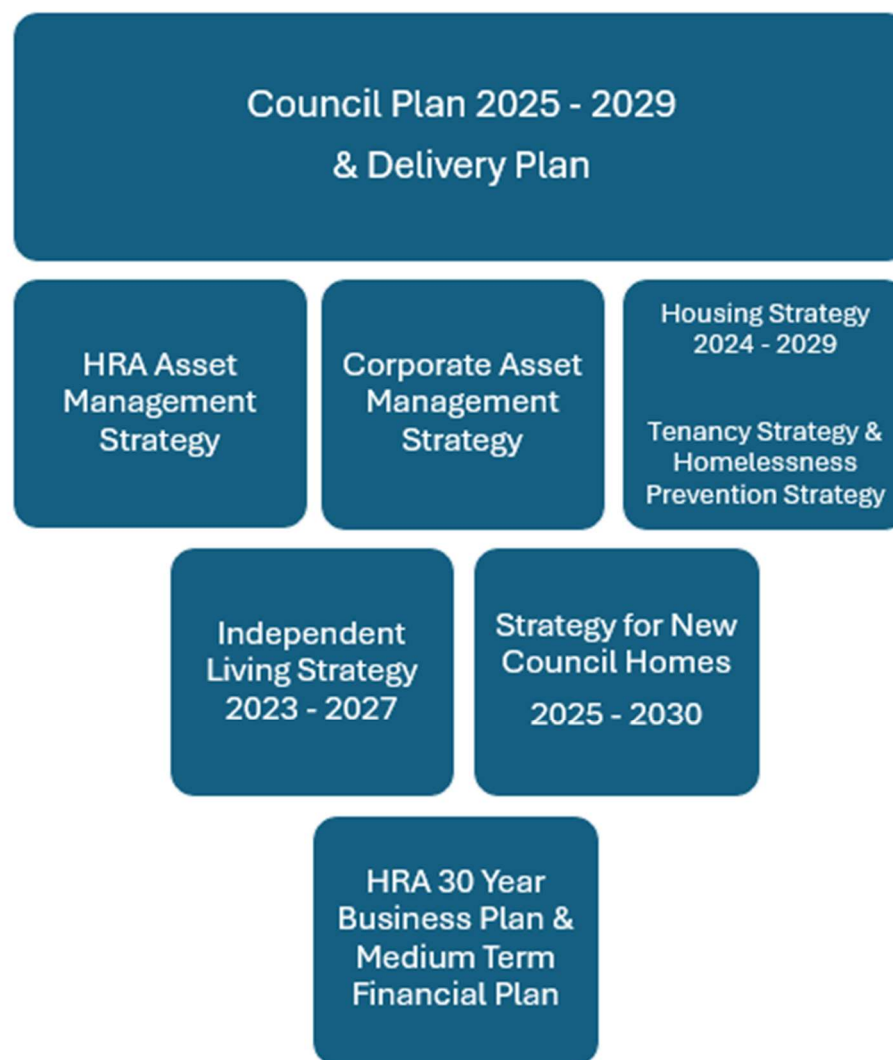 Council Plan 2025 - 2029
& Delivery Plan
HRA Asset
Management
Strategy
Corporate Asset
Management
Strategy
Housing Strategy
2024 - 2029
Tenancy Strategy &
Homelessness
Prevention Strategy
Independent
Living Strategy
2023 - 2027
Strategy for New
Council Homes
2025 - 2030
HRA 30 Year
Business Plan &
Medium Term
Financial Plan